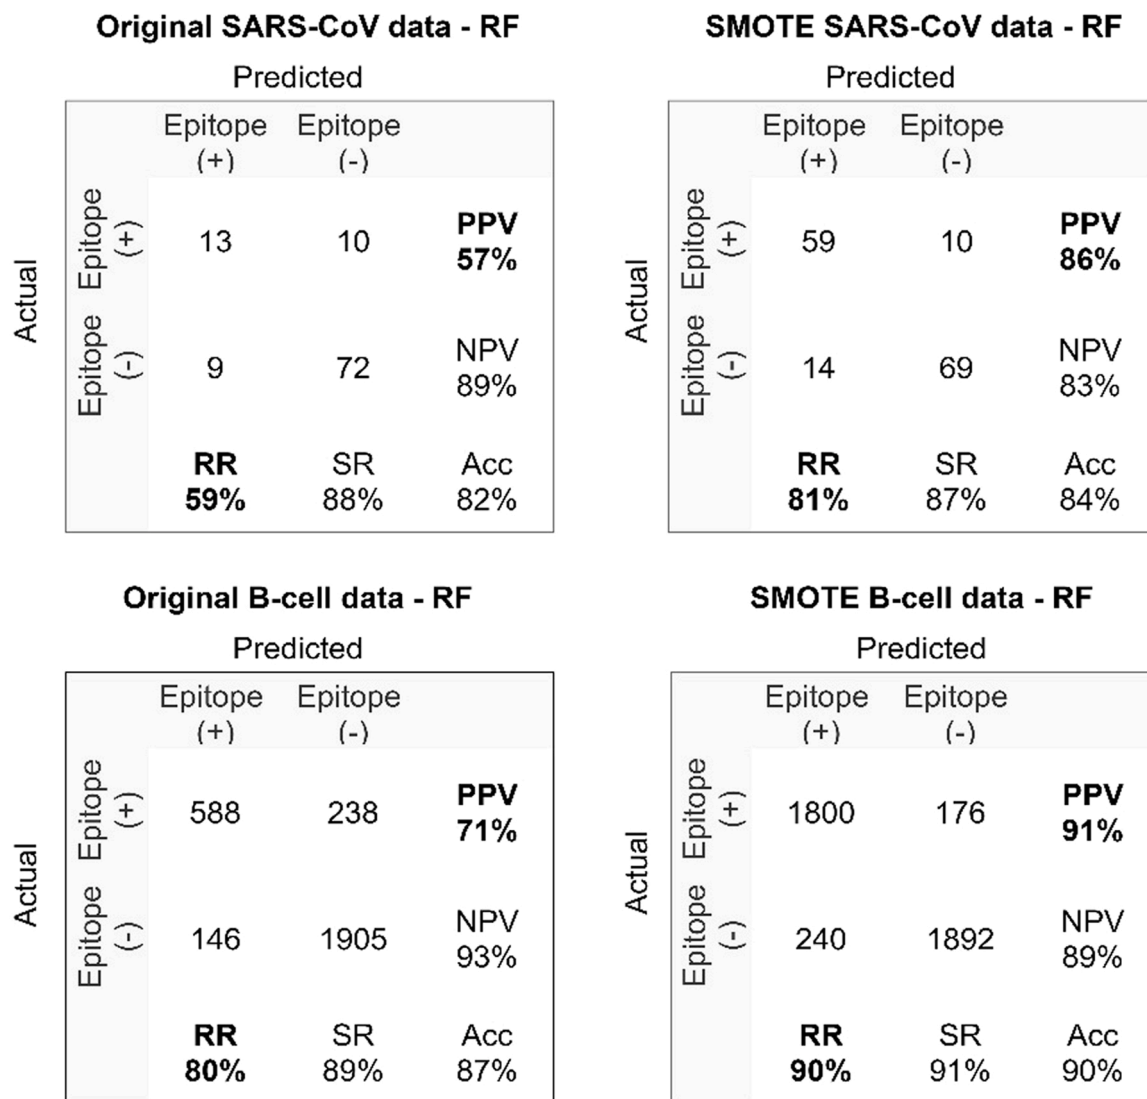 Original SARS-CoV data - RF
Predicted
Epitope Epitope
(+) (-)
Actual
Epitope (+)
13 10 PPV 57%
Epitope (-)
9 72 NPV 89%
RR SR Acc
59% 88% 82%
SMOTE SARS-CoV data - RF
Predicted
Epitope Epitope
(+) (-)
Actual
Epitope (+)
59 10 PPV 86%
Epitope (-)
14 69 NPV 83%
RR SR Acc
81% 87% 84%
Original B-cell data - RF
Predicted
Epitope Epitope
(+) (-)
Actual
Epitope (+)
588 238 PPV 71%
Epitope (-)
146 1905 NPV 93%
RR SR Acc
80% 89% 87%
SMOTE B-cell data - RF
Predicted
Epitope Epitope
(+) (-)
Actual
Epitope (+)
1800 176 PPV 91%
Epitope (-)
240 1892 NPV 89%
RR SR Acc
90% 91% 90%